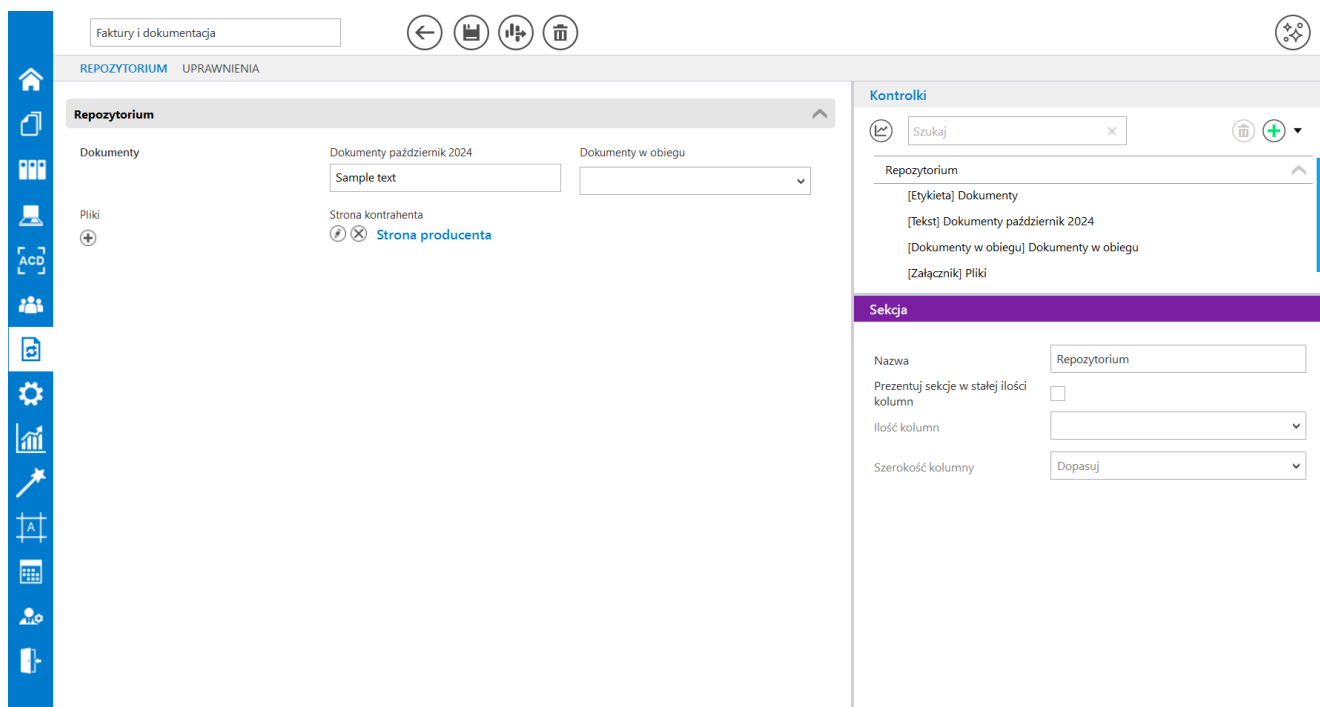 Faktury i dokumentacja
REPOZYTORIUM UPRAWNIENIA
Repozytorium
Dokumenty
Dokumenty październik 2024
Dokumenty w obiegu
Sample text
Pliki
Strona kontrahenta
Strona producenta
ACD
A
Kontrolki
Szukaj
Repozytorium
[Etykieta] Dokumenty
[Tekst] Dokumenty październik 2024
[Dokumenty w obiegu] Dokumenty w obiegu
[Załącznik] Pliki
Sekcja
Nazwa
Repozytorium
Prezentuj sekcje w stałej ilości
kolumn
Ilość kolumn
Szerokość kolumny
Dopasuj